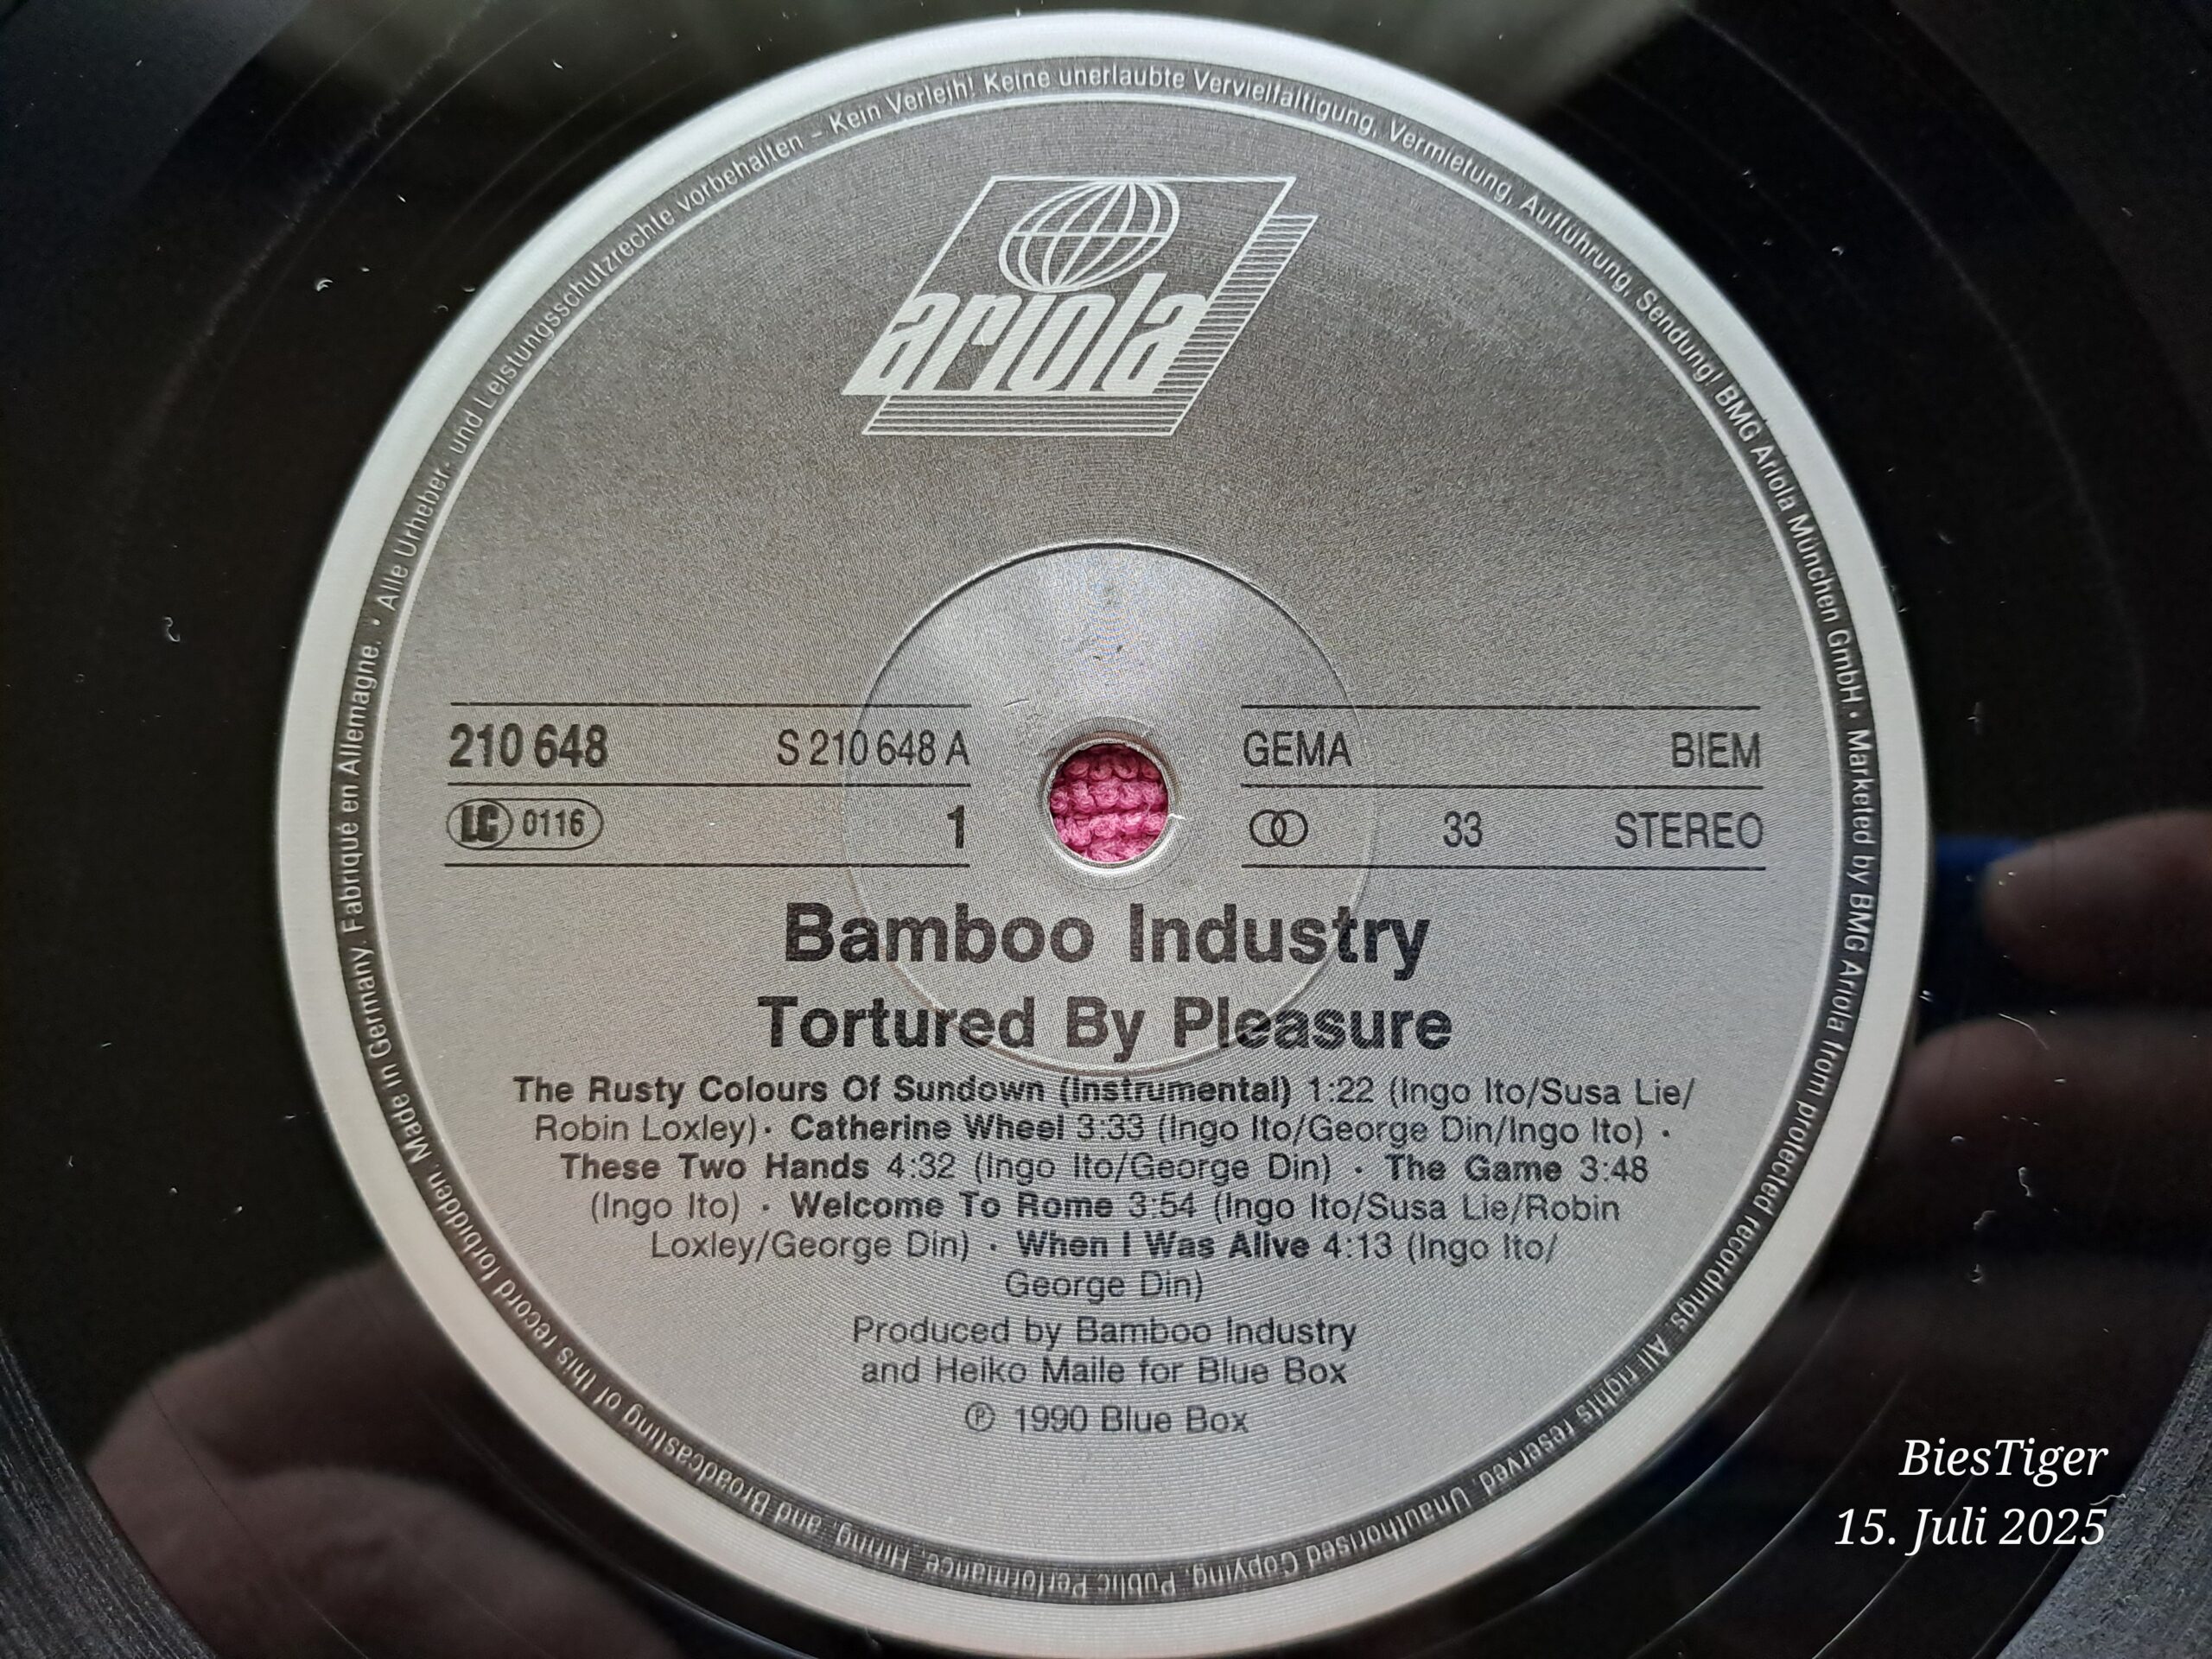 • Alle Urheber- und Leistungsschutzrechte vorbehalten – Kein Verleih! Keine unerlaubte Vervielfältigung, Vermietung, Aufführung, Sendung! BMG Ariola München GmbH • Marketed by BMG Ariola from protected recordings. All rights reserved. Unauthorised Copying, Public Performance, Hiring, and Broadcasting of this record forbidden. Made in Germany. Fabriqué en Allemagne.
ariola
210 648 S 210 648 A GEMA BIEM
LC 0116 1 33 STEREO
Bamboo Industry
Tortured By Pleasure
The Rusty Colours Of Sundown (Instrumental) 1:22 (Ingo Ito/Susa Lie/
Robin Loxley) · Catherine Wheel 3:33 (Ingo Ito/George Din/Ingo Ito) ·
These Two Hands 4:32 (Ingo Ito/George Din) · The Game 3:48
(Ingo Ito) · Welcome To Rome 3:54 (Ingo Ito/Susa Lie/Robin
Loxley/George Din) · When I Was Alive 4:13 (Ingo Ito/
George Din)
Produced by Bamboo Industry
and Heiko Maile for Blue Box
℗ 1990 Blue Box
BiesTiger
15. Juli 2025